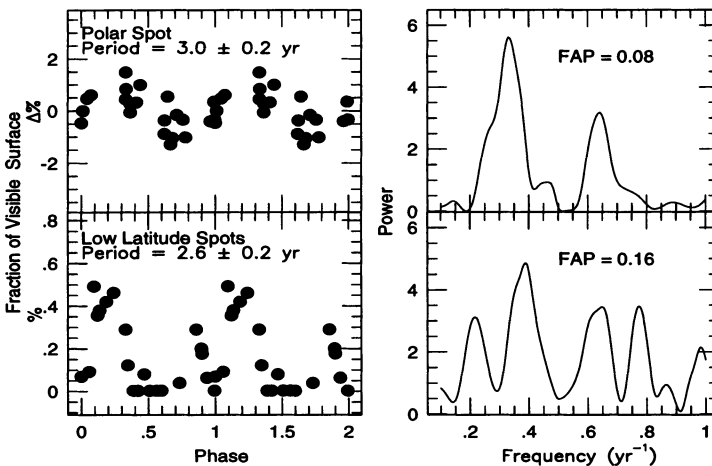 Polar Spot
Period = 3.0 ± 0.2 yr
2
0
-2
Δ%
Fraction of Visible Surface
Low Latitude Spots
Period = 2.6 ± 0.2 yr
.8
.6
.4
.2
0
%
0 .5 1 1.5 2
Phase
FAP = 0.08
6
4
2
0
Power
FAP = 0.16
6
4
2
0
.2 .4 .6 .8 1
Frequency (yr⁻¹)